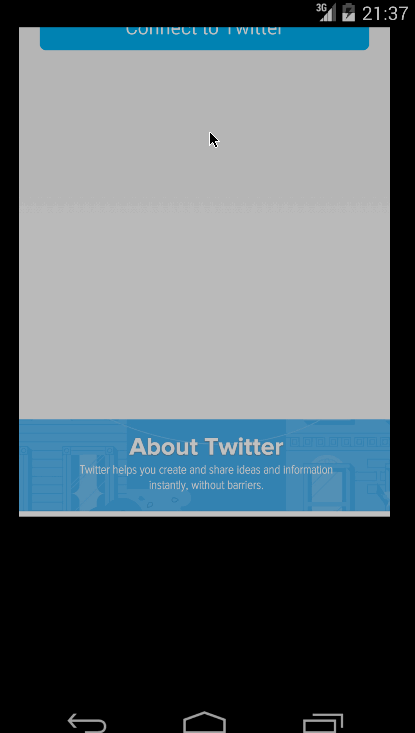 3G 21:37
Connect to Twitter
About Twitter
Twitter helps you create and share ideas and information
instantly, without barriers.